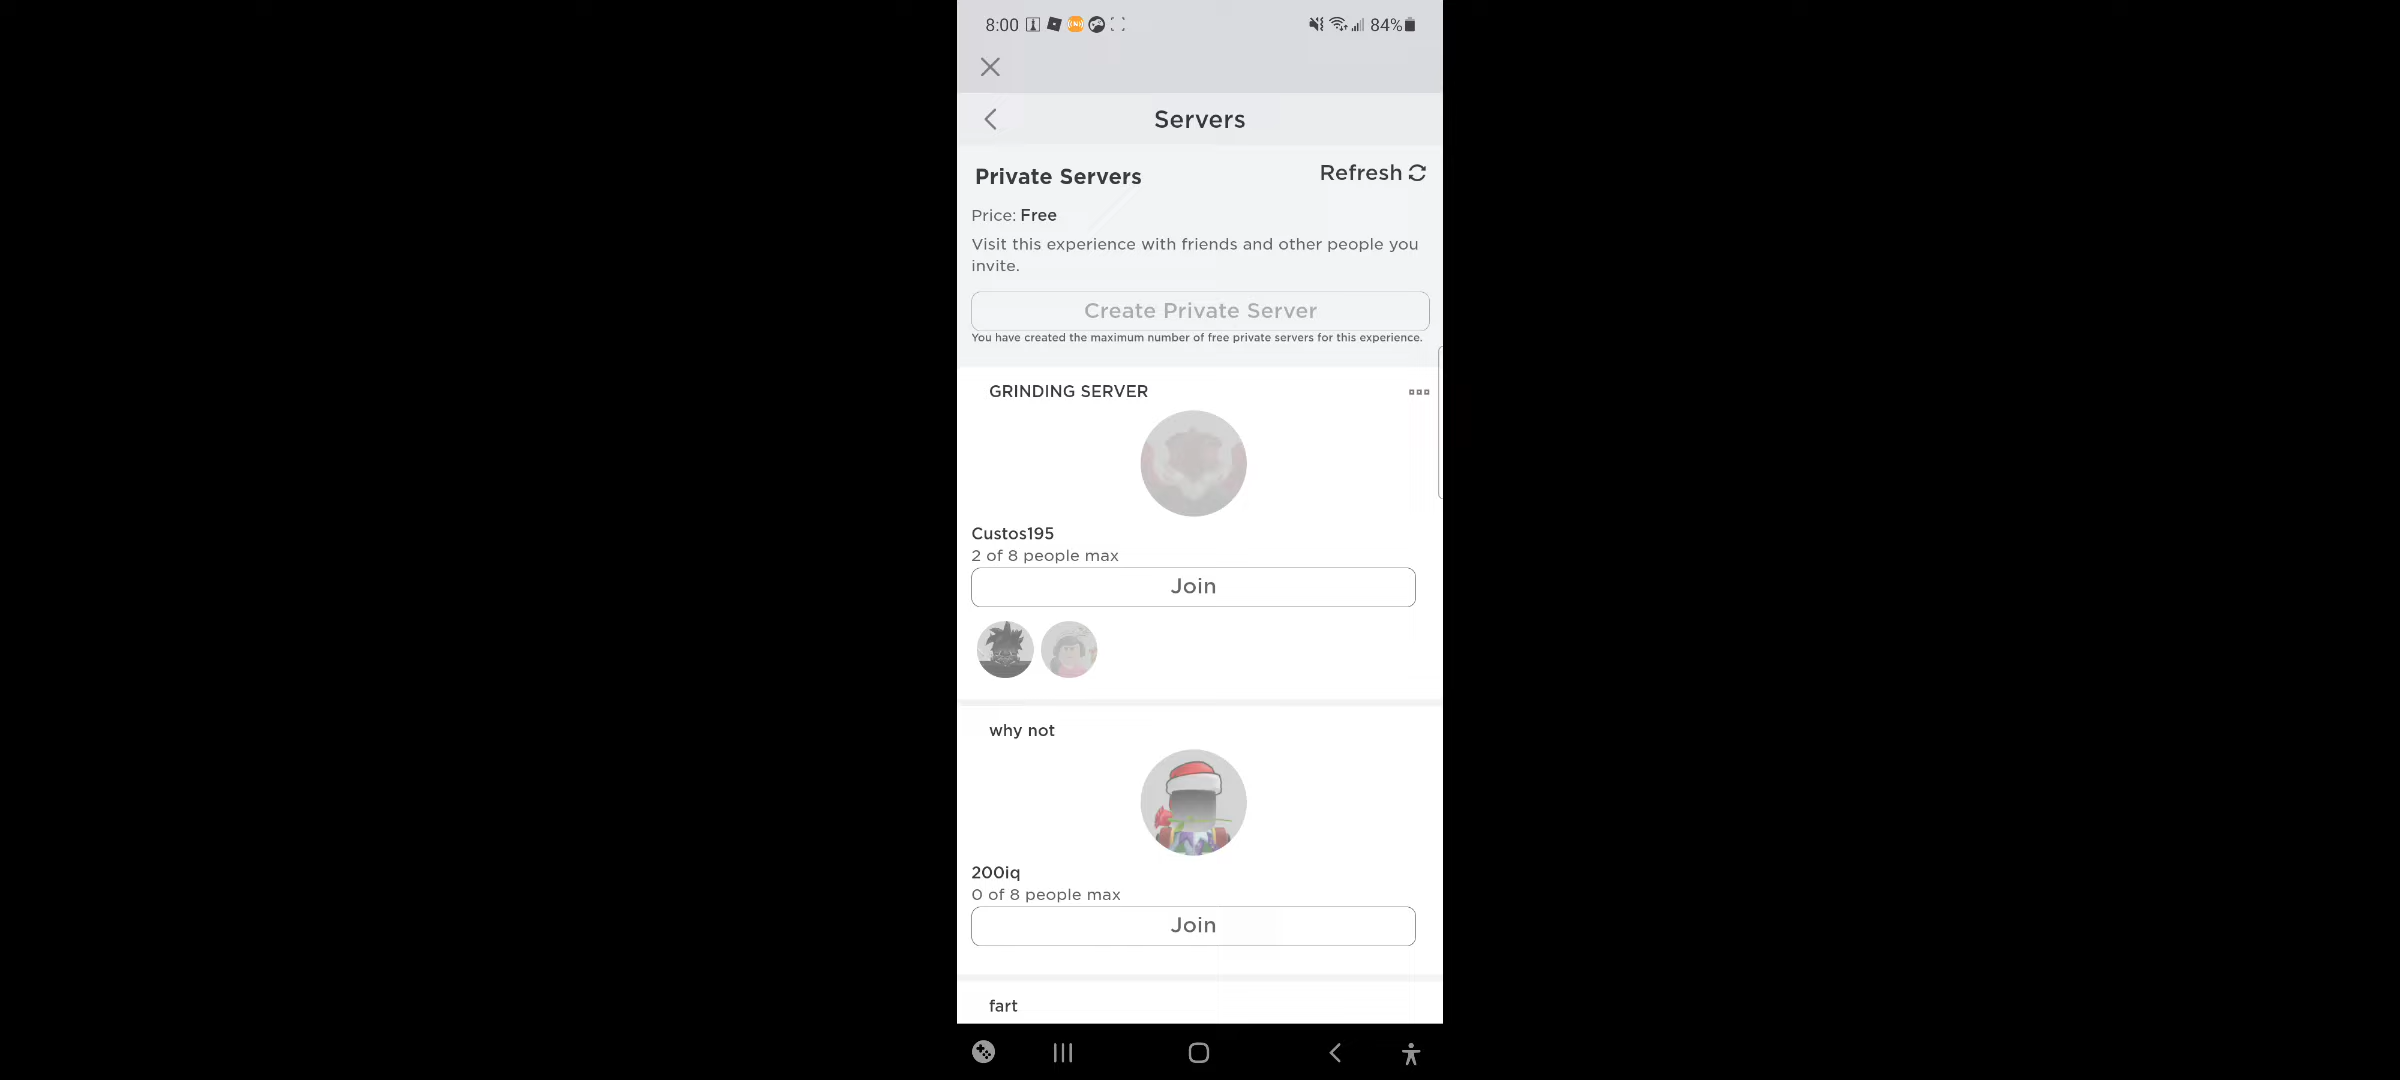 8:00
84%
Servers
Private Servers
Refresh
Price: Free
Visit this experience with friends and other people you
invite.
Create Private Server
You have created the maximum number of free private servers for this experience.
GRINDING SERVER
Custos195
2 of 8 people max
Join
why not
200iq
0 of 8 people max
Join
fart